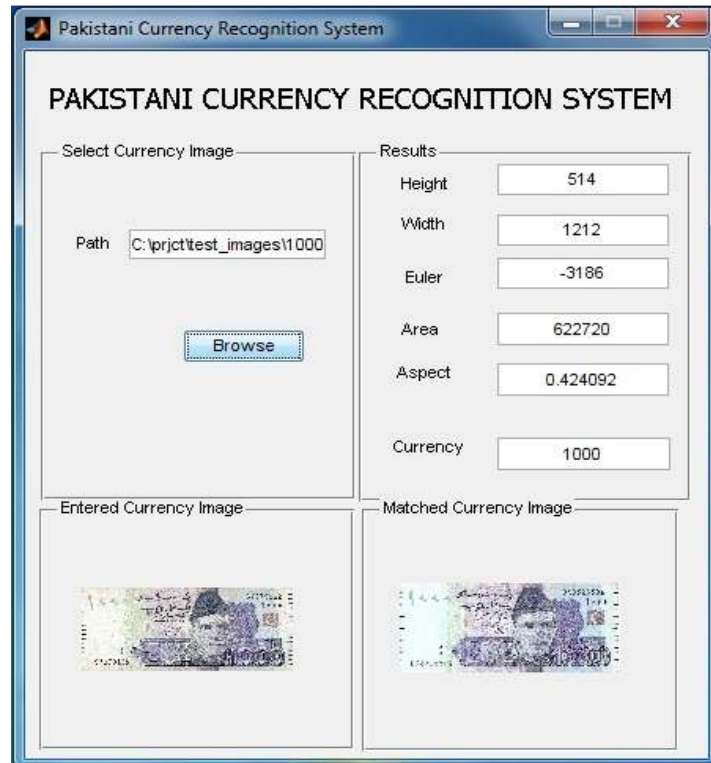 Pakistani Currency Recognition System
PAKISTANI CURRENCY RECOGNITION SYSTEM
Select Currency Image
Path C:\prjct\test_images\1000
Browse
Results
Height 514
Width 1212
Euler -3186
Area 622720
Aspect 0.424092
Currency 1000
Entered Currency Image
Matched Currency Image